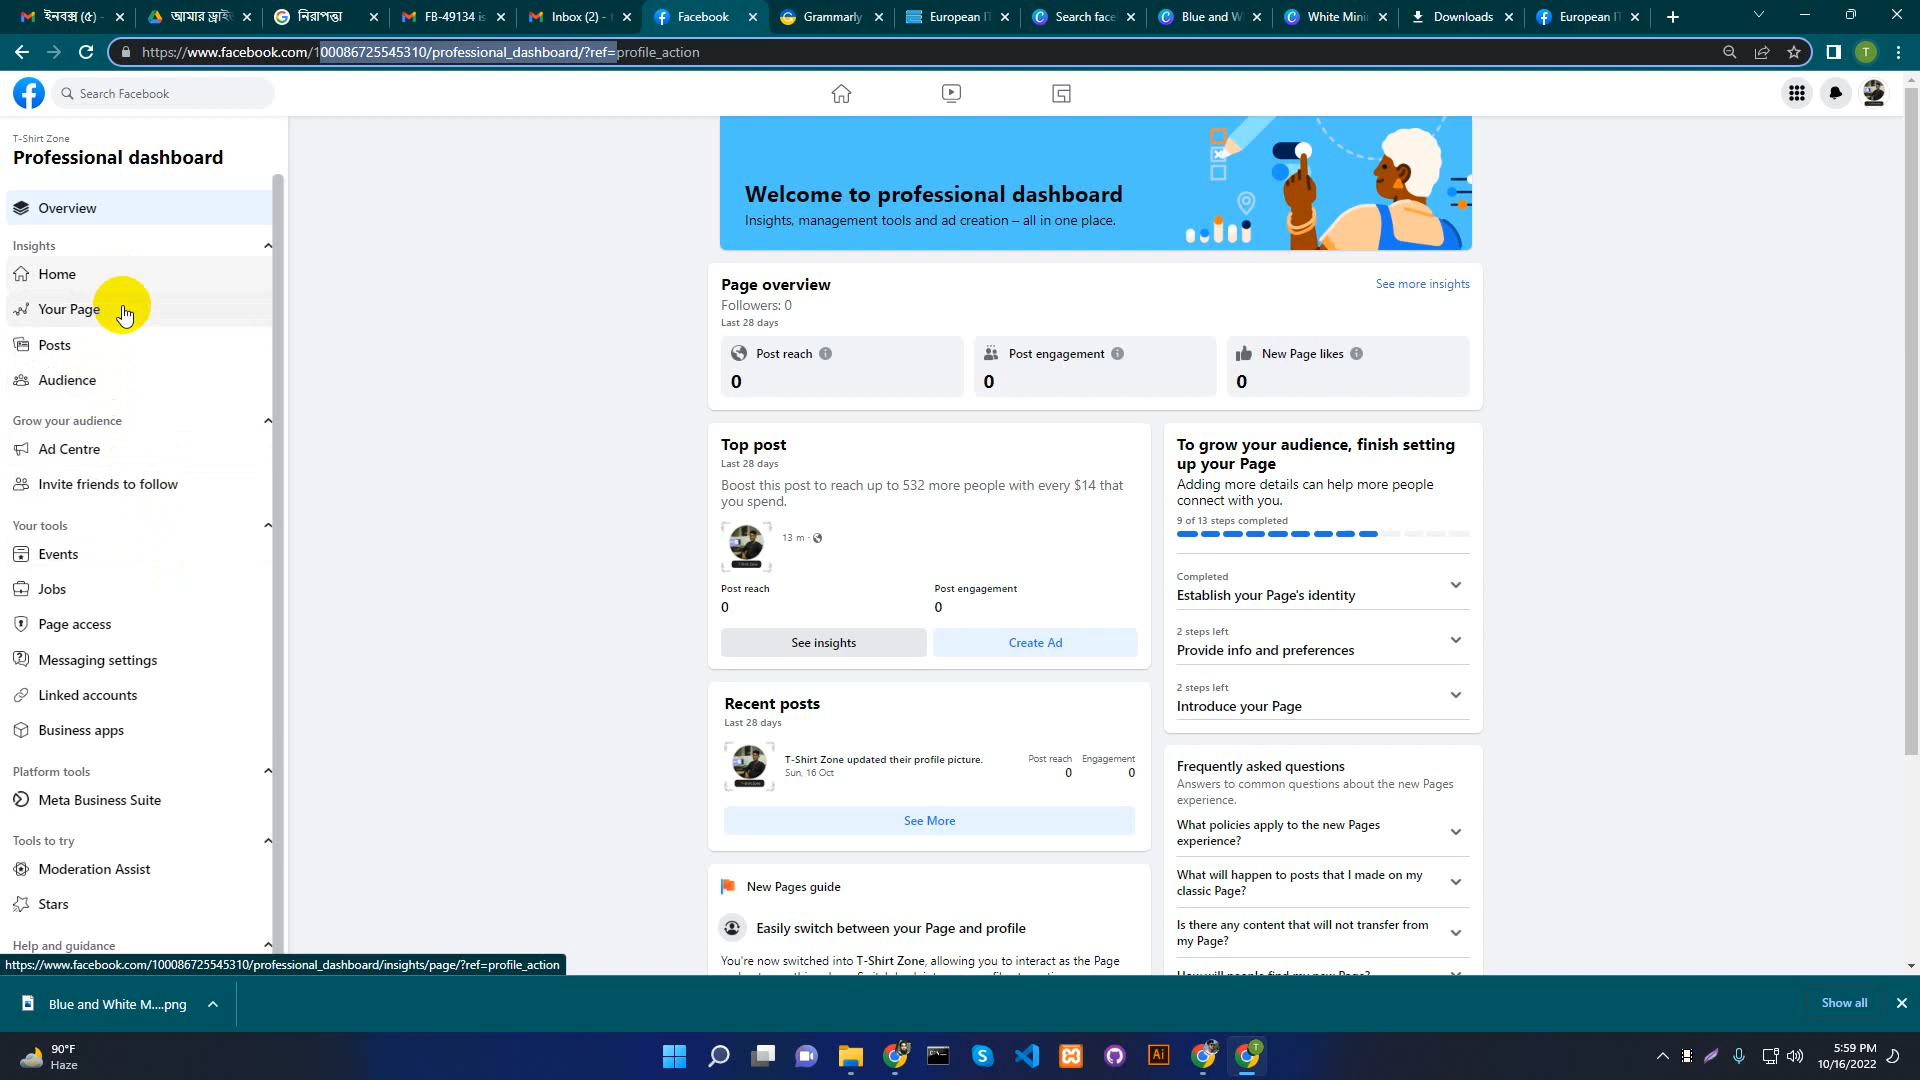 ইনবক্স (৫) -
আমার ড্রাই
নিরাপত্তা
FB-49134 is
Inbox (2) -
Facebook
Grammarly
European IT
Search face
Blue and W
White Mini
Downloads
European IT
https://www.facebook.com/100086725545310/professional_dashboard/?ref=profile_action
T
Search Facebook
T-Shirt Zone
Professional dashboard
Overview
Insights
Home
Your Page
Posts
Audience
Grow your audience
Ad Centre
Invite friends to follow
Your tools
Events
Jobs
Page access
Messaging settings
Linked accounts
Business apps
Platform tools
Meta Business Suite
Tools to try
Moderation Assist
Stars
Help and guidance
Welcome to professional dashboard
Insights, management tools and ad creation – all in one place.
Page overview
See more insights
Followers: 0
Last 28 days
Post reach
0
Post engagement
0
New Page likes
0
Top post
Last 28 days
Boost this post to reach up to 532 more people with every $14 that
you spend.
13 m
Post reach
0
Post engagement
0
See insights
Create Ad
Recent posts
Last 28 days
T-Shirt Zone updated their profile picture.
Sun, 16 Oct
Post reach
0
Engagement
0
See More
New Pages guide
Easily switch between your Page and profile
You're now switched into T-Shirt Zone, allowing you to interact as the Page
To grow your audience, finish setting
up your Page
Adding more details can help more people
connect with you.
9 of 13 steps completed
Completed
Establish your Page's identity
2 steps left
Provide info and preferences
2 steps left
Introduce your Page
Frequently asked questions
Answers to common questions about the new Pages
experience.
What policies apply to the new Pages
experience?
What will happen to posts that I made on my
classic Page?
Is there any content that will not transfer from
my Page?
How will people find my new Page?
https://www.facebook.com/100086725545310/professional_dashboard/insights/page/?ref=profile_action
Blue and White M....png
Show all
90°F
Haze
Ai
T
5:59 PM
10/16/2022